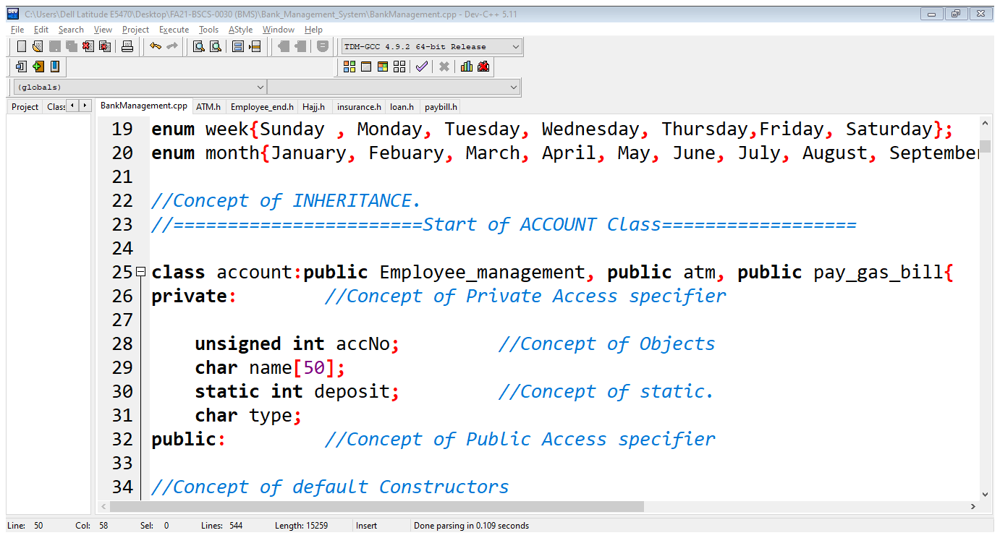 C:\Users\Dell Latitude E5470\Desktop\FA21-BSCS-0030 (BMS)\Bank_Management_System\BankManagement.cpp - Dev-C++ 5.11
File Edit Search View Project Execute Tools AStyle Window Help
TDM-GCC 4.9.2 64-bit Release
(globals)
Project Class BankManagement.cpp ATM.h Employee_end.h Hajj.h insurance.h loan.h paybill.h
19 enum week{Sunday , Monday, Tuesday, Wednesday, Thursday,Friday, Saturday};
20 enum month{January, Febuary, March, April, May, June, July, August, September
21
22 //Concept of INHERITANCE.
23 //=======================Start of ACCOUNT Class==================
24
25 class account:public Employee_management, public atm, public pay_gas_bill{
26 private: //Concept of Private Access specifier
27
28 unsigned int accNo; //Concept of Objects
29 char name[50];
30 static int deposit; //Concept of static.
31 char type;
32 public: //Concept of Public Access specifier
33
34 //Concept of default Constructors
Line: 50 Col: 58 Sel: 0 Lines: 544 Length: 15259 Insert Done parsing in 0.109 seconds